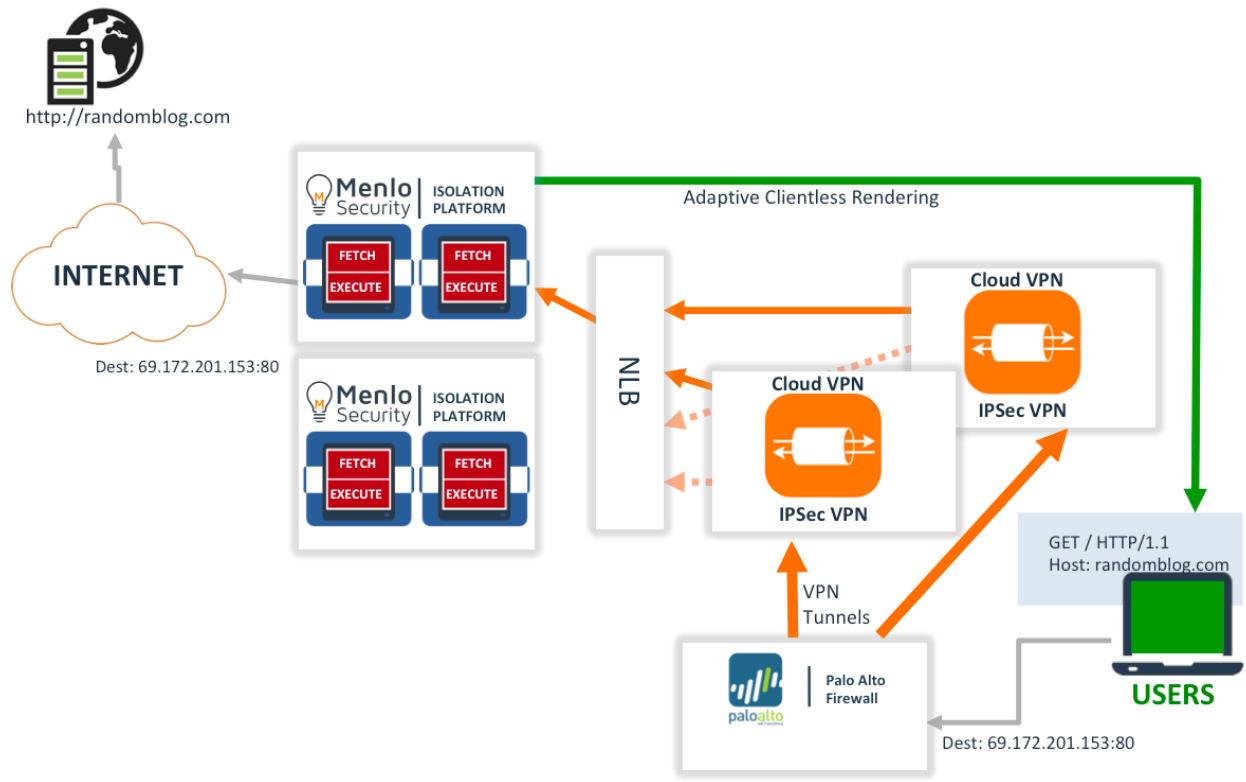 http://randomblog.com
INTERNET
Dest: 69.172.201.153:80
Menlo
Security
ISOLATION
PLATFORM
FETCH
EXECUTE
FETCH
EXECUTE
Menlo
Security
ISOLATION
PLATFORM
FETCH
EXECUTE
FETCH
EXECUTE
Adaptive Clientless Rendering
NLB
Cloud VPN
IPSec VPN
Cloud VPN
IPSec VPN
VPN
Tunnels
GET / HTTP/1.1
Host: randomblog.com
USERS
paloalto
NETWORKS
Palo Alto
Firewall
Dest: 69.172.201.153:80